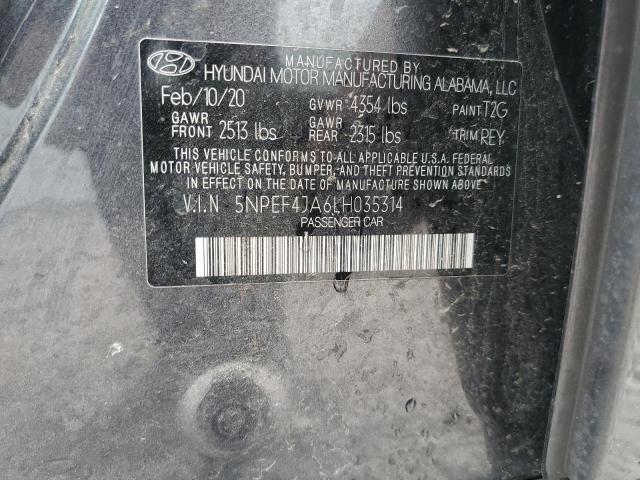 MANUFACTURED BY
HYUNDAI MOTOR MANUFACTURING ALABAMA, LLC
Feb/10/20 GVWR 4354 lbs PAINT T2G
GAWR FRONT 2513 lbs GAWR REAR 2315 lbs TRIM REY
THIS VEHICLE CONFORMS TO ALL APPLICABLE U.S.A. FEDERAL
MOTOR VEHICLE SAFETY, BUMPER, AND THEFT PREVENTION STANDARDS
IN EFFECT ON THE DATE OF MANUFACTURE SHOWN ABOVE.
V.I.N 5NPEF4JA6LH035314
PASSENGER CAR